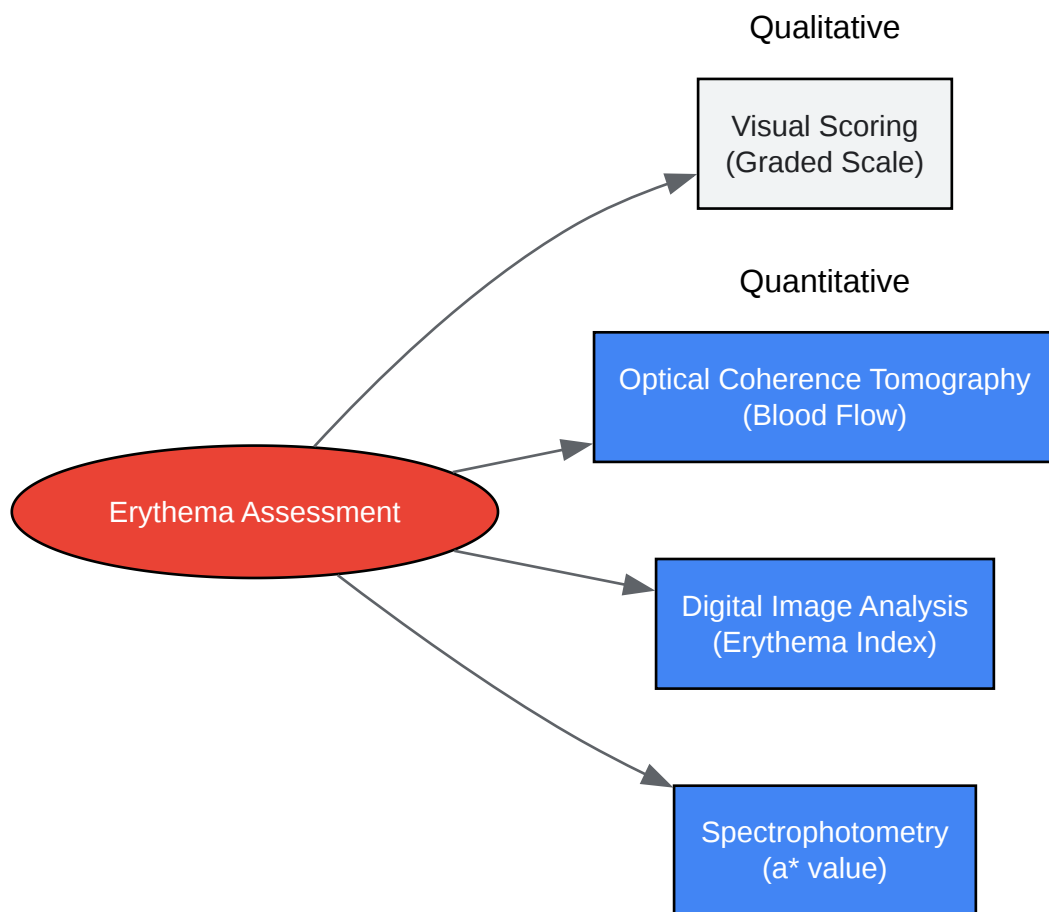 Qualitative
Visual Scoring
(Graded Scale)
Quantitative
Optical Coherence Tomography
(Blood Flow)
Erythema Assessment
Digital Image Analysis
(Erythema Index)
Spectrophotometry
(a* value)